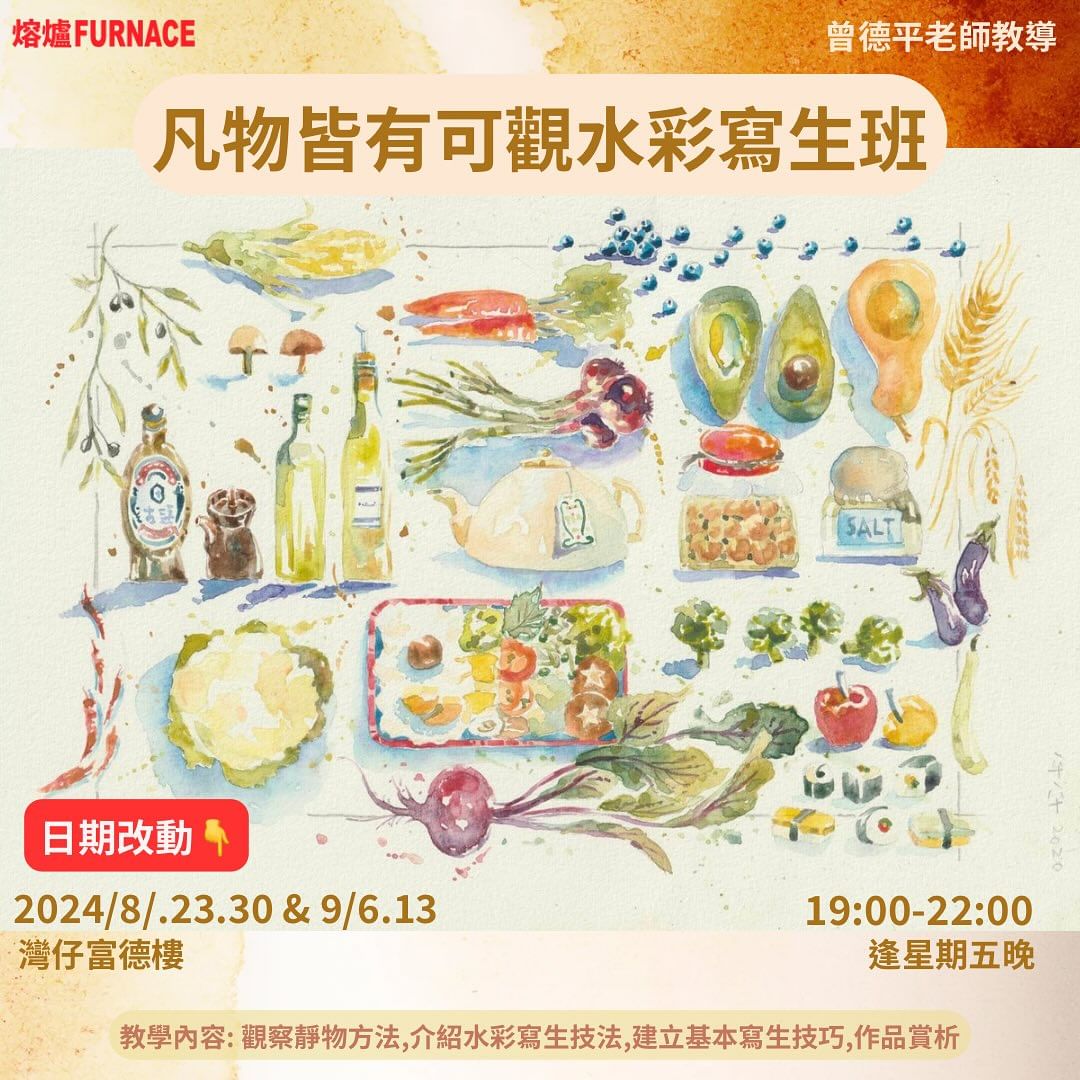 熔爐FURNACE
曾德平老師教導
凡物皆有可觀水彩寫生班
SALT
日期改動👇
2024/8/.23.30 & 9/6.13
19:00-22:00
灣仔富德樓
逢星期五晚
教學內容: 觀察靜物方法,介紹水彩寫生技法,建立基本寫生技巧,作品賞析